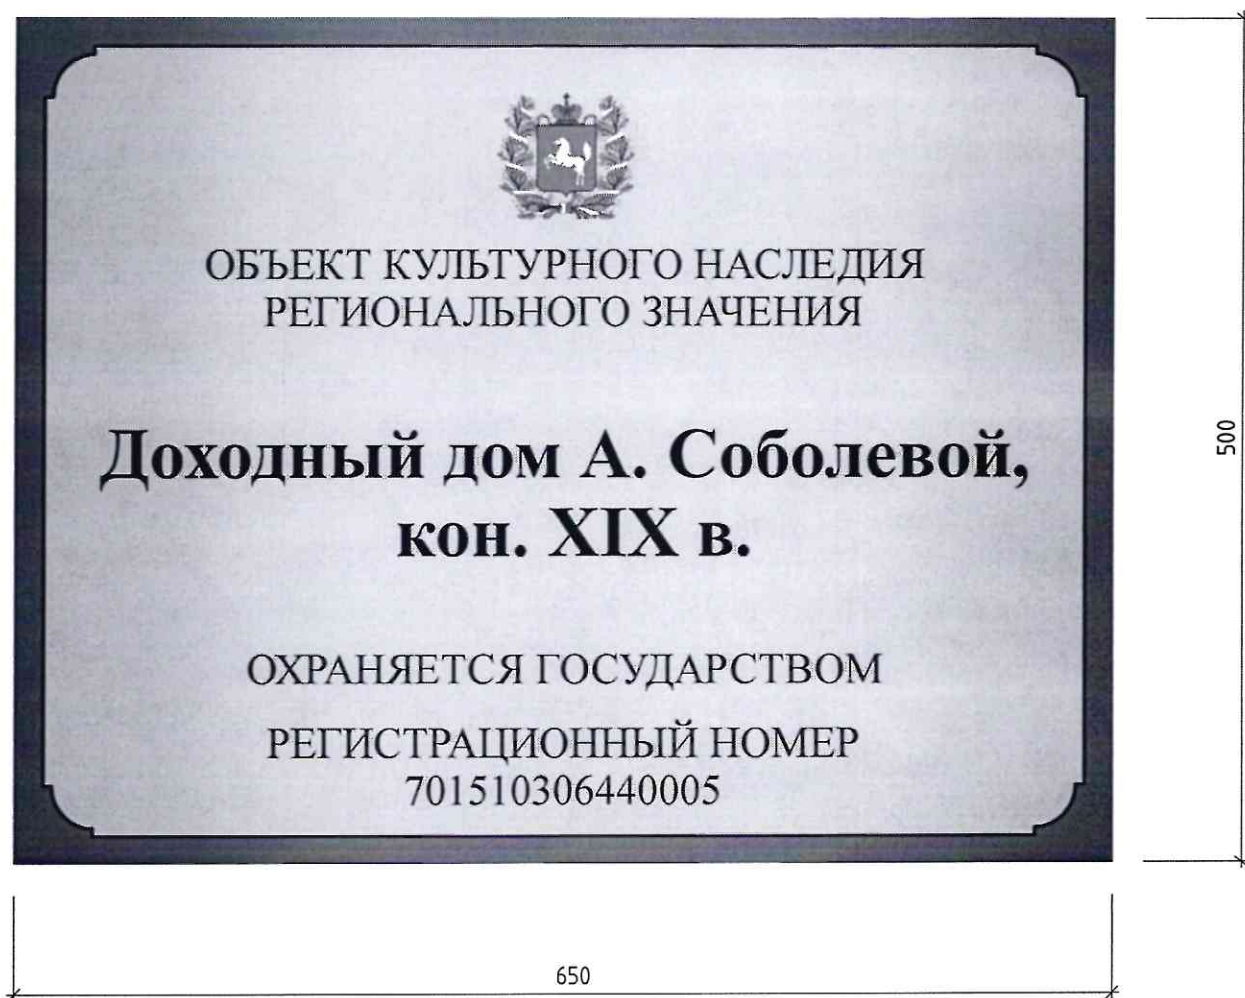 ОБЪЕКТ КУЛЬТУРНОГО НАСЛЕДИЯ
РЕГИОНАЛЬНОГО ЗНАЧЕНИЯ
Доходный дом А. Соболевой,
кон. XIX в.
ОХРАНЯЕТСЯ ГОСУДАРСТВОМ
РЕГИСТРАЦИОННЫЙ НОМЕР
701510306440005
500
650